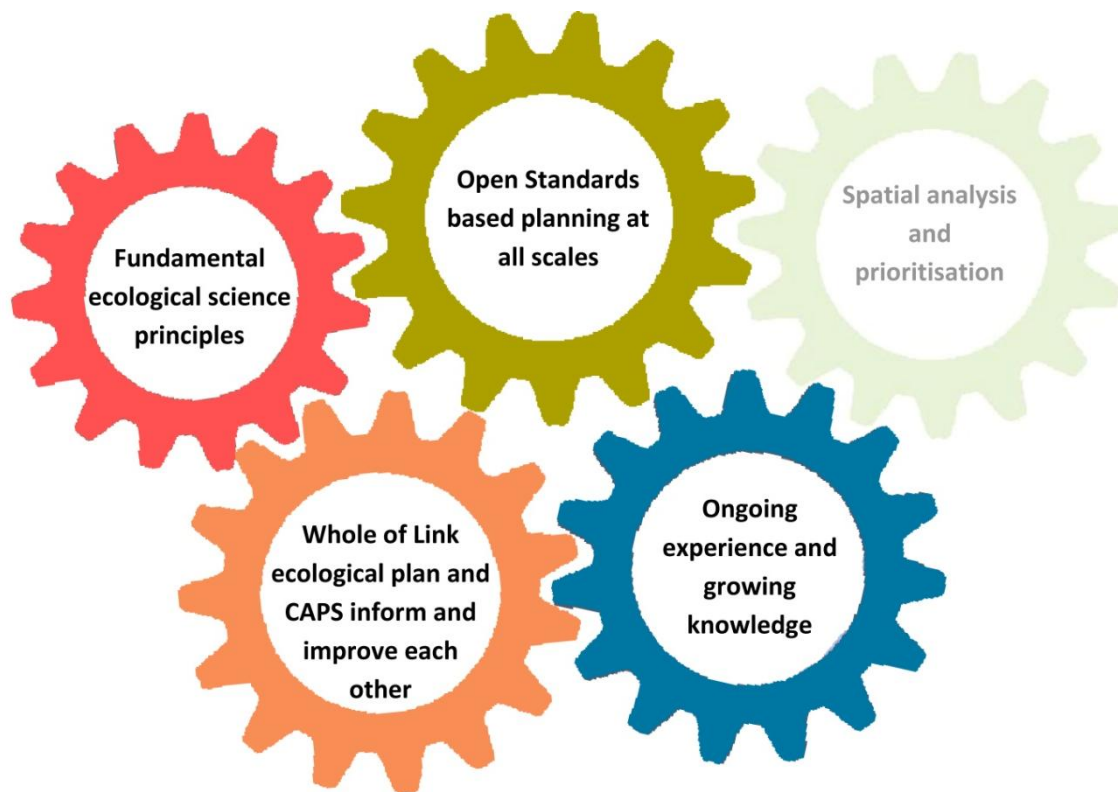 Fundamental
ecological science
principles
Open Standards
based planning at
all scales
Spatial analysis
and
prioritisation
Whole of Link
ecological plan and
CAPS inform and
improve each
other
Ongoing
experience and
growing
knowledge